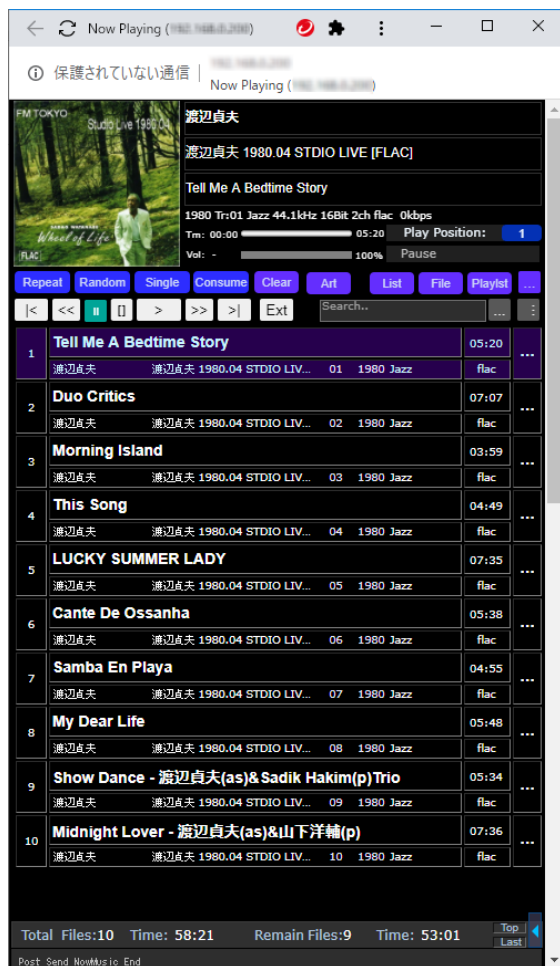 Now Playing (
保護されていない通信
Now Playing (
FM TOKYO
Studio Live 1980.04
SADAO WATANABE
Wheel of Life
FLAC
渡辺貞夫
渡辺貞夫 1980.04 STDIO LIVE [FLAC]
Tell Me A Bedtime Story
1980 Tr:01 Jazz 44.1kHz 16Bit 2ch flac 0kbps
Tm: 00:00 05:20 Play Position: 1
Vol: - 100% Pause
Repeat Random Single Consume Clear Art List File Playlst ...
|< << II [] > >> >| Ext Search.. ...
1 Tell Me A Bedtime Story 05:20 ...
渡辺貞夫 渡辺貞夫 1980.04 STDIO LIV... 01 1980 Jazz flac
2 Duo Critics 07:07 ...
渡辺貞夫 渡辺貞夫 1980.04 STDIO LIV... 02 1980 Jazz flac
3 Morning Island 03:59 ...
渡辺貞夫 渡辺貞夫 1980.04 STDIO LIV... 03 1980 Jazz flac
4 This Song 04:49 ...
渡辺貞夫 渡辺貞夫 1980.04 STDIO LIV... 04 1980 Jazz flac
5 LUCKY SUMMER LADY 07:35 ...
渡辺貞夫 渡辺貞夫 1980.04 STDIO LIV... 05 1980 Jazz flac
6 Cante De Ossanha 05:38 ...
渡辺貞夫 渡辺貞夫 1980.04 STDIO LIV... 06 1980 Jazz flac
7 Samba En Playa 04:55 ...
渡辺貞夫 渡辺貞夫 1980.04 STDIO LIV... 07 1980 Jazz flac
8 My Dear Life 05:48 ...
渡辺貞夫 渡辺貞夫 1980.04 STDIO LIV... 08 1980 Jazz flac
9 Show Dance - 渡辺貞夫(as)&Sadik Hakim(p)Trio 05:34 ...
渡辺貞夫 渡辺貞夫 1980.04 STDIO LIV... 09 1980 Jazz flac
10 Midnight Lover - 渡辺貞夫(as)&山下洋輔(p) 07:36 ...
渡辺貞夫 渡辺貞夫 1980.04 STDIO LIV... 10 1980 Jazz flac
Total Files:10 Time: 58:21 Remain Files:9 Time: 53:01 Top
Last
Post Send NowMusic End